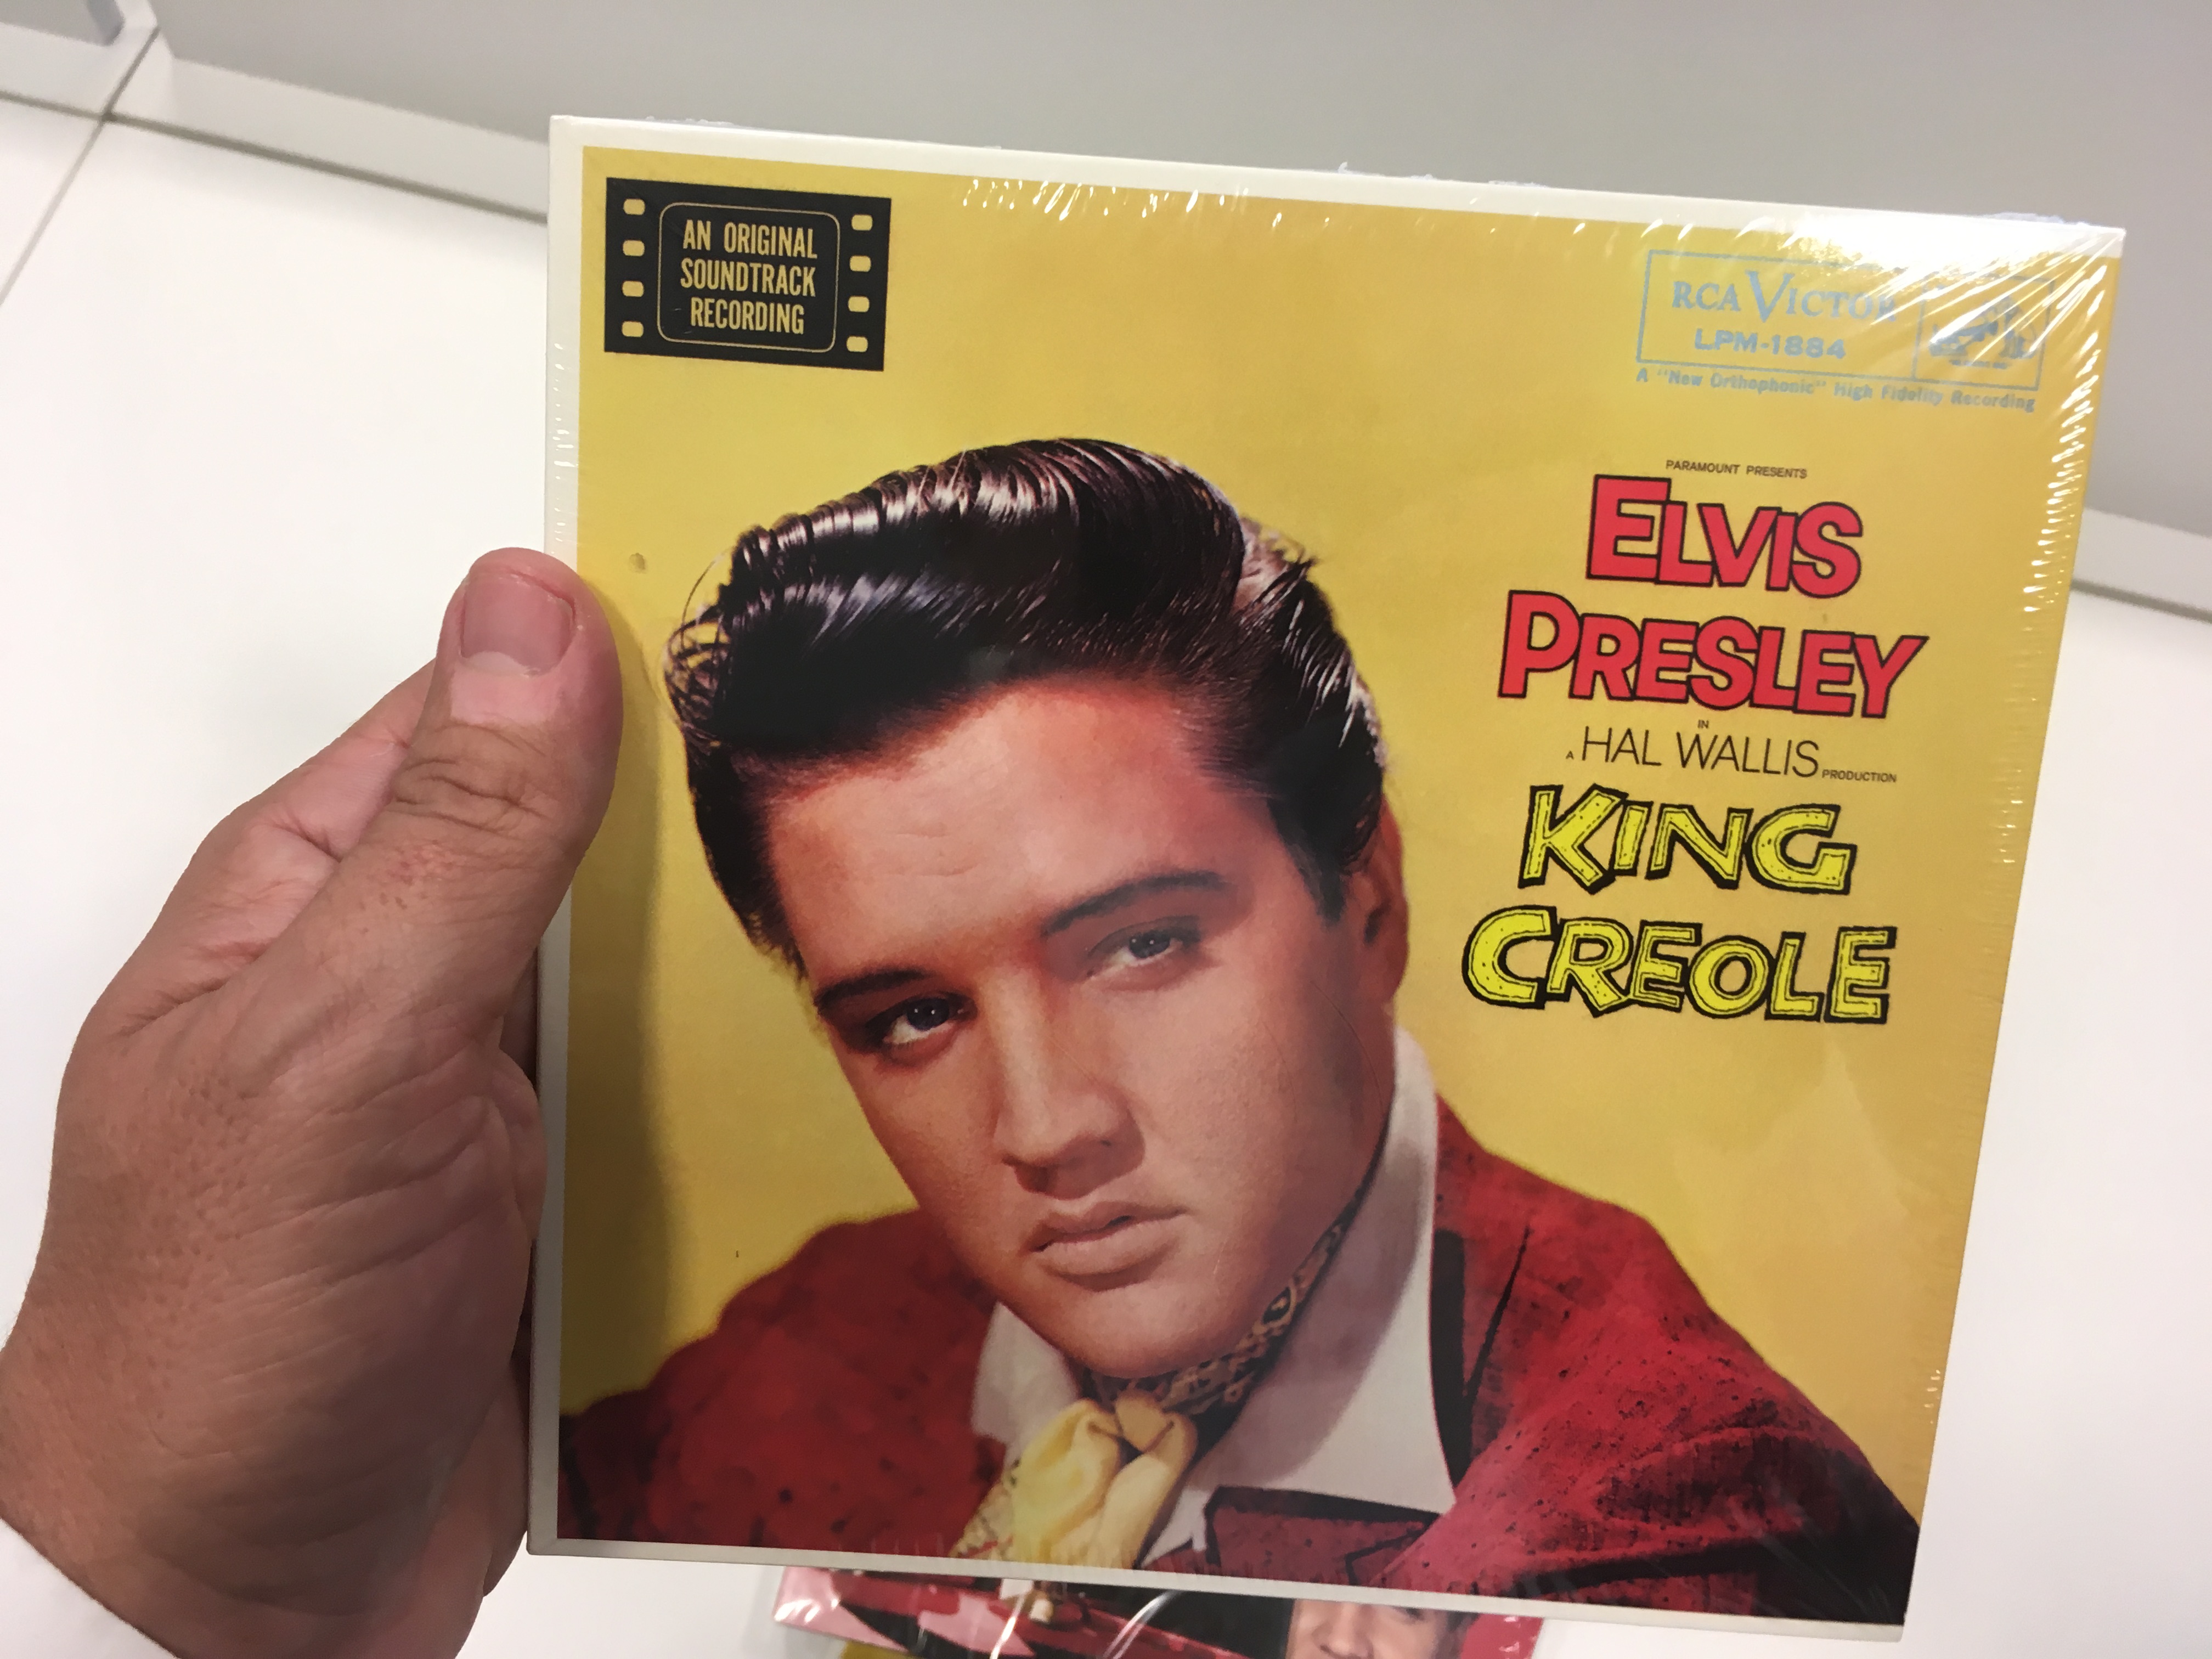 AN ORIGINAL
SOUNDTRACK
RECORDING
RCA VICTOR
LPM-1884
A "New Orthophonic" High Fidelity Recording
PARAMOUNT PRESENTS
ELVIS
PRESLEY
IN
A HAL WALLIS PRODUCTION
KING
CREOLE